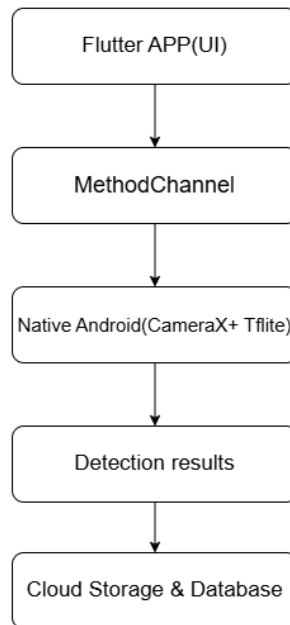 Flutter APP(UI)
MethodChannel
Native Android(CameraX+ Tflite)
Detection results
Cloud Storage & Database